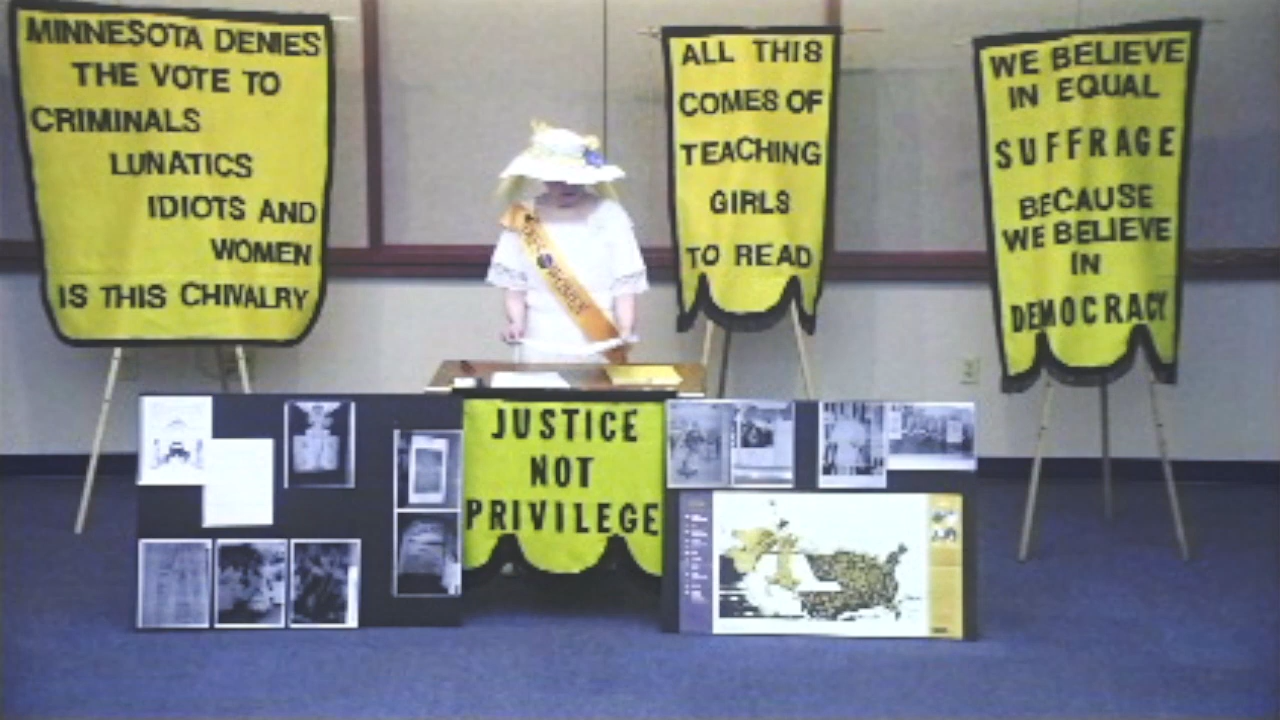 MINNESOTA DENIES
THE VOTE TO
CRIMINALS
LUNATICS
IDIOTS AND
WOMEN
IS THIS CHIVALRY
ALL THIS
COMES OF
TEACHING
GIRLS
TO READ
WE BELIEVE
IN EQUAL
SUFFRAGE
BECAUSE
WE BELIEVE
IN
DEMOCRACY
JUSTICE
NOT
PRIVILEGE